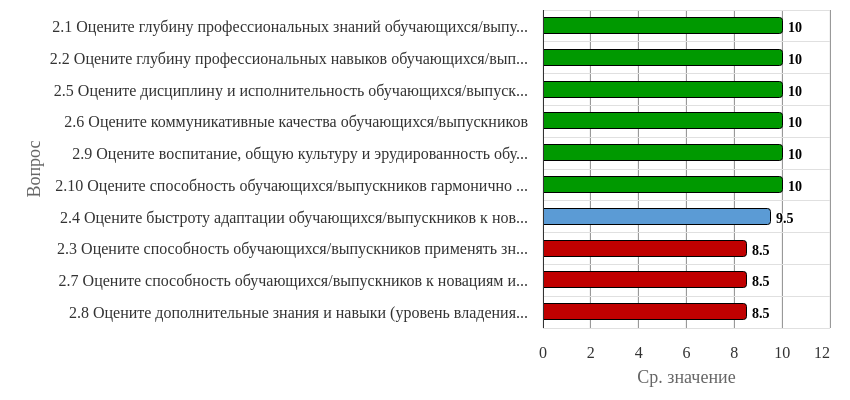 2.1 Оцените глубину профессиональных знаний обучающихся/выпу... 10
2.2 Оцените глубину профессиональных навыков обучающихся/вып... 10
2.5 Оцените дисциплину и исполнительность обучающихся/выпуск... 10
2.6 Оцените коммуникативные качества обучающихся/выпускников 10
2.9 Оцените воспитание, общую культуру и эрудированность обу... 10
2.10 Оцените способность обучающихся/выпускников гармонично ... 10
2.4 Оцените быстроту адаптации обучающихся/выпускников к нов... 9.5
2.3 Оцените способность обучающихся/выпускников применять зн... 8.5
2.7 Оцените способность обучающихся/выпускников к новациям и... 8.5
2.8 Оцените дополнительные знания и навыки (уровень владения... 8.5
Вопрос
0 2 4 6 8 10 12
Ср. значение